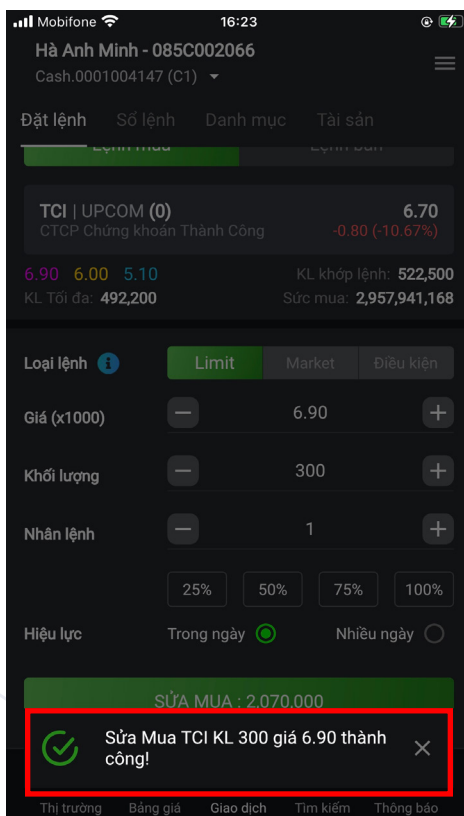 Mobifone 16:23
Hà Anh Minh - 085C002066
Cash.0001004147 (C1)
Đặt lệnh Sổ lệnh Danh mục Tài sản
Lệnh mua Lệnh bán
TCI | UPCOM (0) 6.70
CTCP Chứng khoán Thành Công -0.80 (-10.67%)
6.90 6.00 5.10 KL khớp lệnh: 522,500
KL Tối đa: 492,200 Sức mua: 2,957,941,168
Loại lệnh i Limit Market Điều kiện
Giá (x1000) 6.90
Khối lượng 300
Nhân lệnh 1
25% 50% 75% 100%
Hiệu lực Trong ngày Nhiều ngày
SỬA MUA : 2,070,000
Sửa Mua TCI KL 300 giá 6.90 thành
công!
Thị trường Bảng giá Giao dịch Tìm kiếm Thông báo